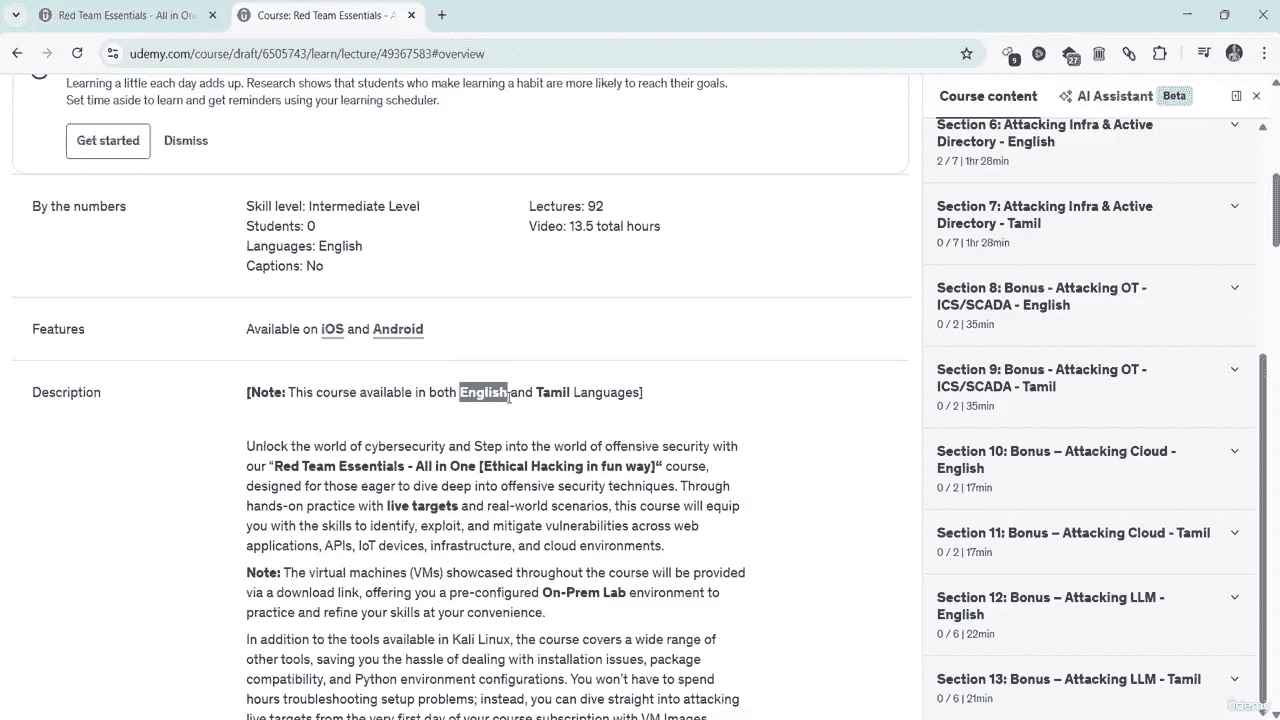 Red Team Essentials - All in On
Course: Red Team Essentials - A
udemy.com/course/draft/6505743/learn/lecture/49367583#overview
9
27
Learning a little each day adds up. Research shows that students who make learning a habit are more likely to reach their goals.
Set time aside to learn and get reminders using your learning scheduler.
Get started
Dismiss
By the numbers
Skill level: Intermediate Level
Students: 0
Languages: English
Captions: No
Lectures: 92
Video: 13.5 total hours
Features
Available on iOS and Android
Description
[Note: This course available in both English and Tamil Languages]
Unlock the world of cybersecurity and Step into the world of offensive security with
our “Red Team Essentials - All in One [Ethical Hacking in fun way]“ course,
designed for those eager to dive deep into offensive security techniques. Through
hands-on practice with live targets and real-world scenarios, this course will equip
you with the skills to identify, exploit, and mitigate vulnerabilities across web
applications, APIs, IoT devices, infrastructure, and cloud environments.
Note: The virtual machines (VMs) showcased throughout the course will be provided
via a download link, offering you a pre-configured On-Prem Lab environment to
practice and refine your skills at your convenience.
In addition to the tools available in Kali Linux, the course covers a wide range of
other tools, saving you the hassle of dealing with installation issues, package
compatibility, and Python environment configurations. You won’t have to spend
hours troubleshooting setup problems; instead, you can dive straight into attacking
live targets from the very first day of your course subscription with VM Images
Course content
AI Assistant
Beta
Section 6: Attacking Infra & Active
Directory - English
2 / 7 | 1hr 28min
Section 7: Attacking Infra & Active
Directory - Tamil
0 / 7 | 1hr 28min
Section 8: Bonus - Attacking OT -
ICS/SCADA - English
0 / 2 | 35min
Section 9: Bonus - Attacking OT -
ICS/SCADA - Tamil
0 / 2 | 35min
Section 10: Bonus – Attacking Cloud -
English
0 / 2 | 17min
Section 11: Bonus – Attacking Cloud - Tamil
0 / 2 | 17min
Section 12: Bonus – Attacking LLM -
English
0 / 6 | 22min
Section 13: Bonus – Attacking LLM - Tamil
0 / 6 | 21min
Udemy